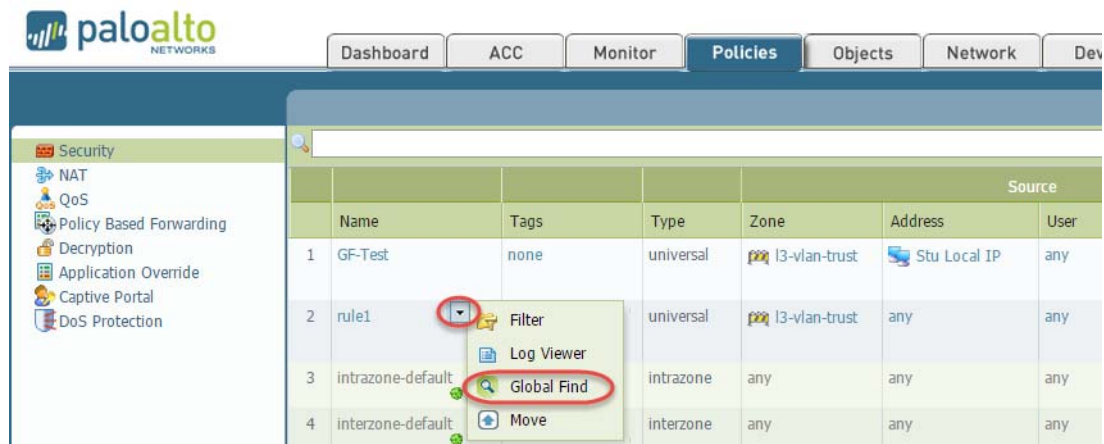 paloalto
NETWORKS
Dashboard ACC Monitor Policies Objects Network Dev
Security
NAT
QoS
Policy Based Forwarding
Decryption
Application Override
Captive Portal
DoS Protection
Source
Name Tags Type Zone Address User
1 GF-Test none universal l3-vlan-trust Stu Local IP any
2 rule1 universal l3-vlan-trust any any
Filter
Log Viewer
Global Find
Move
3 intrazone-default intrazone any any any
4 interzone-default interzone any any any